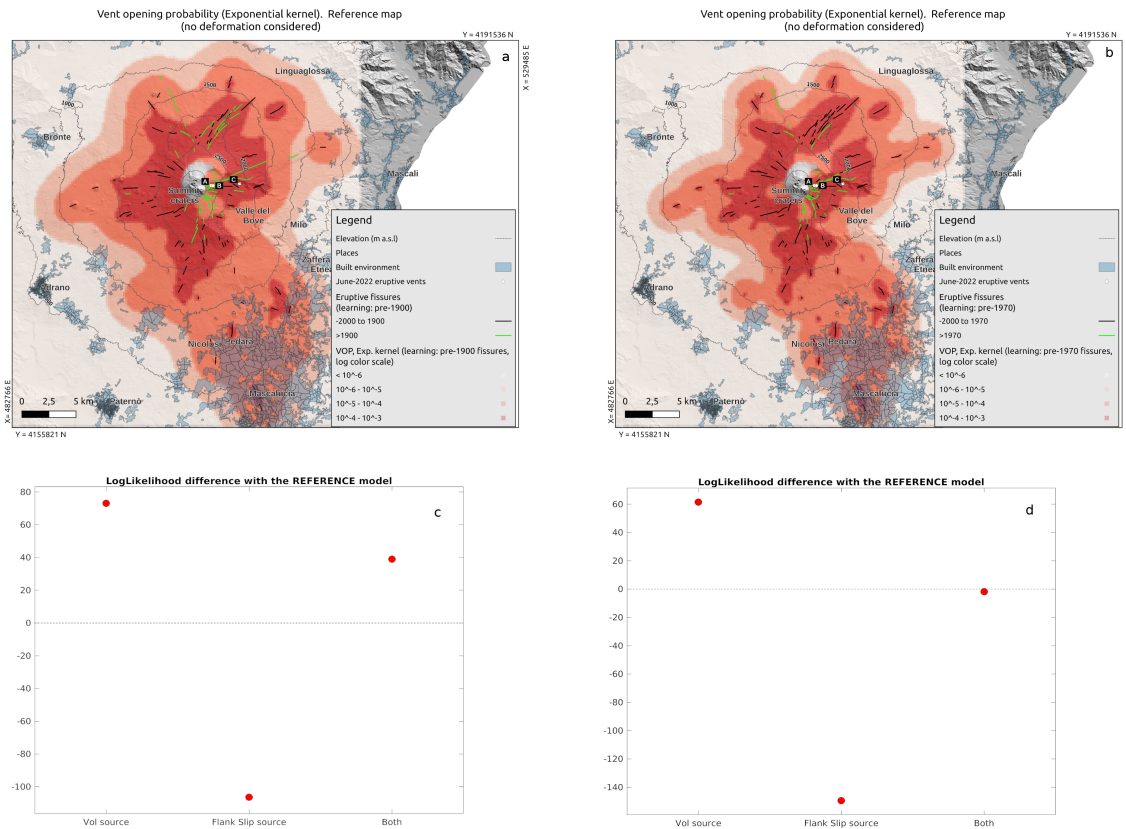 Vent opening probability (Exponential kernel).  Reference map
(no deformation considered)
Y = 4191536 N
X = 529485 E
a
Linguaglossa
1500
1000
Bronte
2500
A
B
C
Mascali
Summit
craters
Valle del
Bove
Milo
Zaffera
Etnea
Adrano
Nicolosi
Pedara
Mascalucia
Paternò
0 2,5 5 km
X= 482766 E
Y = 4155821 N
Legend
Elevation (m a.s.l)
Places
Built environment
June-2022 eruptive vents
Eruptive fissures
(learning: pre-1900)
-2000 to 1900
>1900
VOP, Exp. kernel (learning: pre-1900 fissures,
log color scale)
< 10^-6
10^-6 - 10^-5
10^-5 - 10^-4
10^-4 - 10^-3
Vent opening probability (Exponential kernel).  Reference map
(no deformation considered)
Y = 4191536 N
X = 529485 E
b
Linguaglossa
1500
1000
Bronte
2500
A
B
C
Mascali
Summit
craters
Valle del
Bove
Milo
Zaffera
Etnea
Adrano
Nicolosi
Pedara
Mascalucia
Paternò
0 2,5 5 km
X= 482766 E
Y = 4155821 N
Legend
Elevation (m a.s.l)
Places
Built environment
June-2022 eruptive vents
Eruptive fissures
(learning: pre-1970)
-2000 to 1970
>1970
VOP, Exp. kernel (learning: pre-1970 fissures,
log color scale)
< 10^-6
10^-6 - 10^-5
10^-5 - 10^-4
10^-4 - 10^-3
LogLikelihood difference with the REFERENCE model
c
80
60
40
20
0
-20
-40
-60
-80
-100
Vol source
Flank Slip source
Both
LogLikelihood difference with the REFERENCE model
d
60
40
20
0
-20
-40
-60
-80
-100
-120
-140
Vol source
Flank Slip source
Both